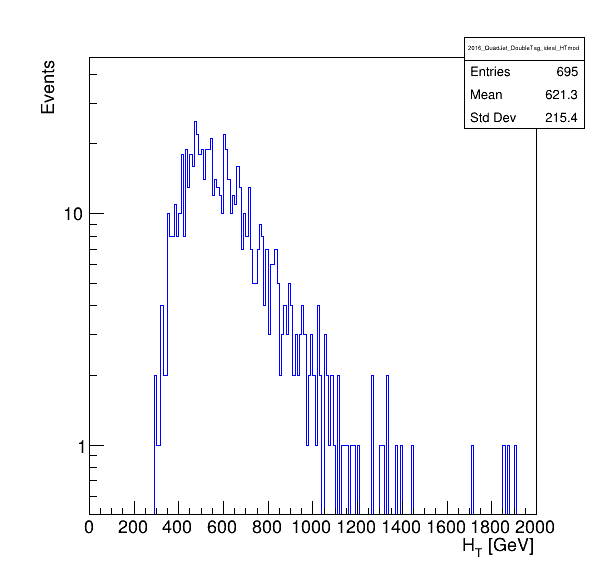 2016_QuadJet_DoubleTag_ideal_HTmod
Entries 695
Mean 621.3
Std Dev 215.4
Events
10
1
0 200 400 600 800 1000 1200 1400 1600 1800 2000
H_T [GeV]